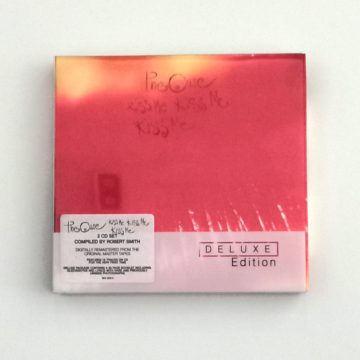 The Cure
KISS Me KISS Me
KISS Me
The Cure KISS Me KISS Me
KISS Me
2 CD SET
COMPILED BY ROBERT SMITH
DIGITALLY REMASTERED FROM THE
ORIGINAL MASTER TAPES
DELUXE
Edition